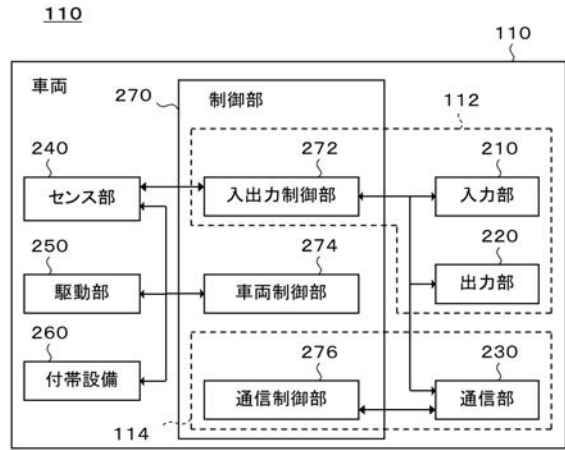 110
110
車両
270
制御部
112
240
センス部
272
入出力制御部
210
入力部
220
出力部
250
駆動部
274
車両制御部
260
付帯設備
276
通信制御部
230
通信部
114